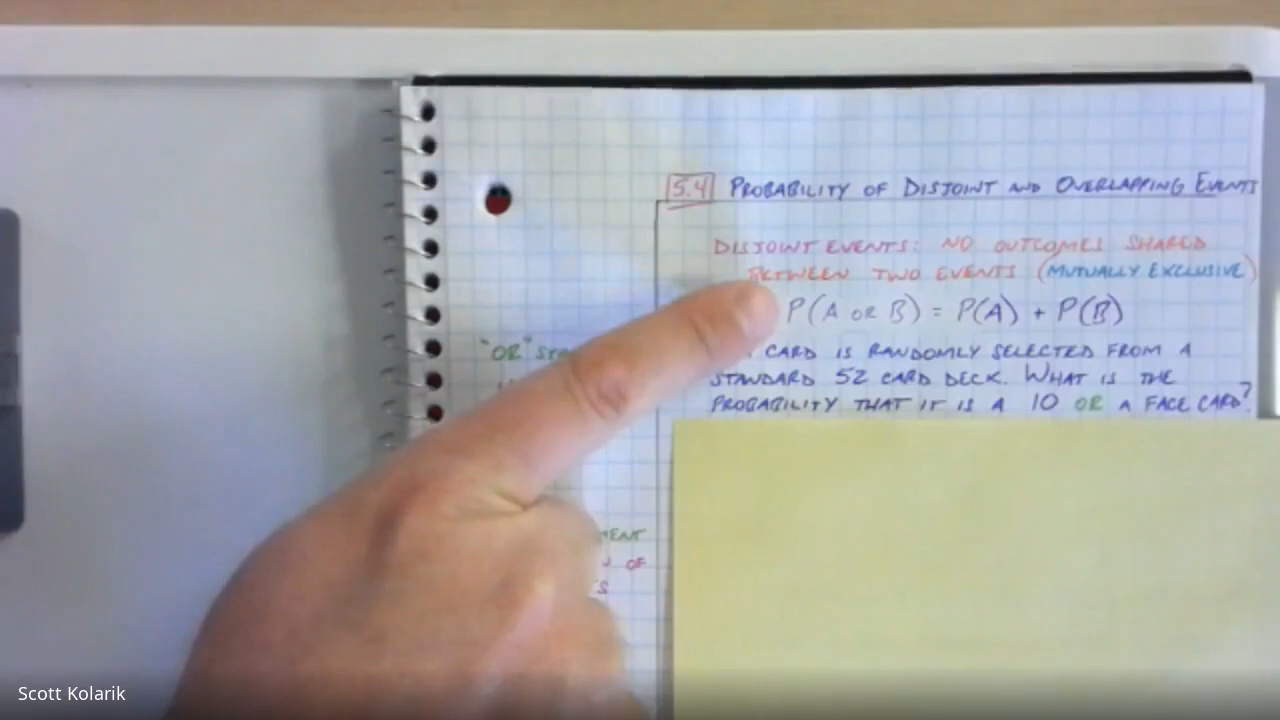 5.4 PROBABILITY OF DISJOINT AND OVERLAPPING EVENTS
DISJOINT EVENTS: NO OUTCOMES SHARED
BETWEEN TWO EVENTS (MUTUALLY EXCLUSIVE)
P(A OR B) = P(A) + P(B)
"OR"
CARD IS RANDOMLY SELECTED FROM A
STANDARD 52 CARD DECK. WHAT IS THE
PROBABILITY THAT IT IS A 10 OR A FACE CARD?
OF
Scott Kolarik